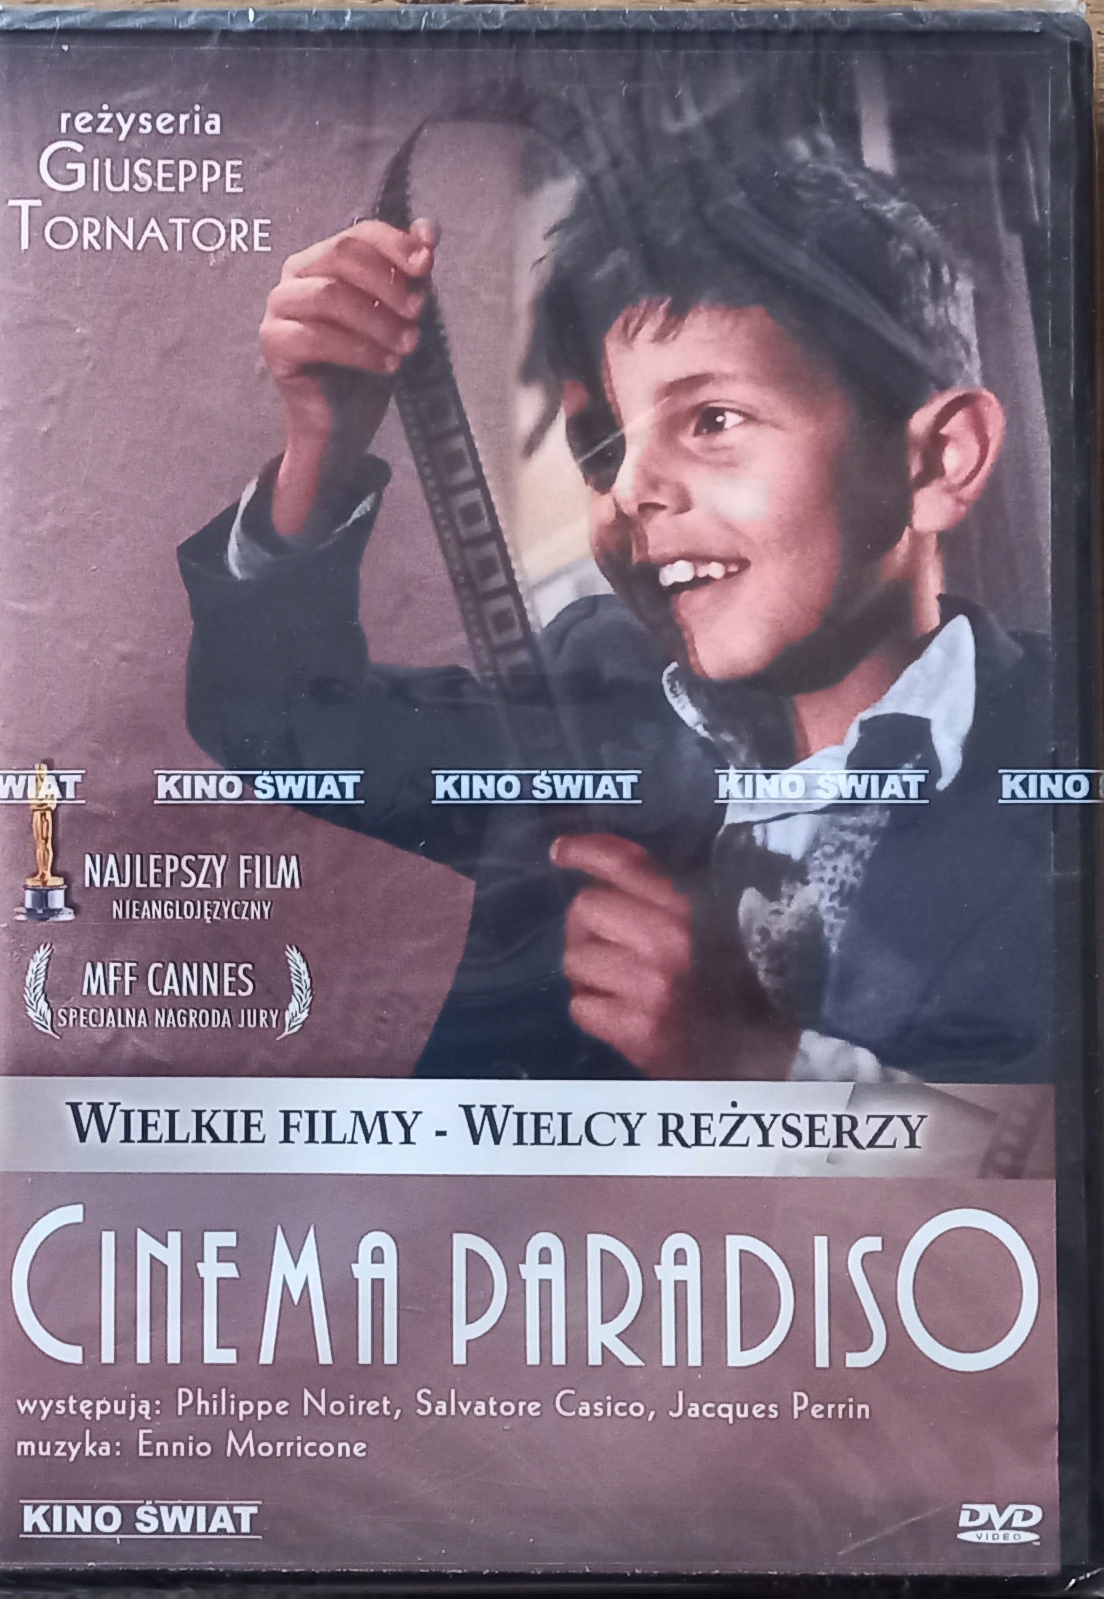 reżyseria
GIUSEPPE
TORNATORE
WIAT KINO ŚWIAT KINO ŚWIAT KINO ŚWIAT KINO
NAJLEPSZY FILM
NIEANGLOJĘZYCZNY
MFF CANNES
SPECJALNA NAGRODA JURY
WIELKIE FILMY - WIELCY REŻYSERZY
CINEMA PARADISO
występują: Philippe Noiret, Salvatore Casico, Jacques Perrin
muzyka: Ennio Morricone
KINO ŚWIAT
DVD
VIDEO